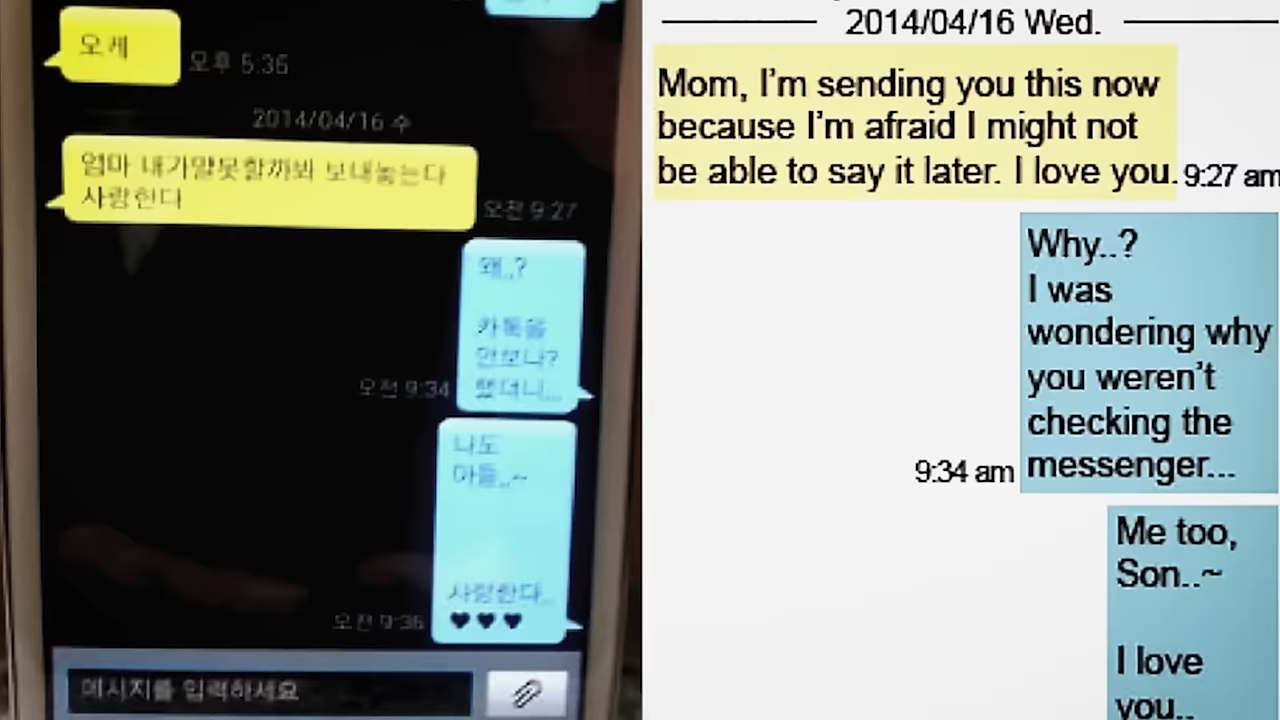 오케
오후 5:35
2014/04/16 수
엄마 내가말못할까봐 보내놓는다
사랑한다
오전 9:27
왜..?
카톡을
안보나?
했더니...
오전 9:34
나도
아들..~
사랑한다..
♥♥♥
오전 9:36
메시지를 입력하세요
2014/04/16 Wed.
Mom, I'm sending you this now
because I'm afraid I might not
be able to say it later. I love you.
9:27 am
Why..?
I was
wondering why
you weren't
checking the
messenger...
9:34 am
Me too,
Son..~
I love
you..